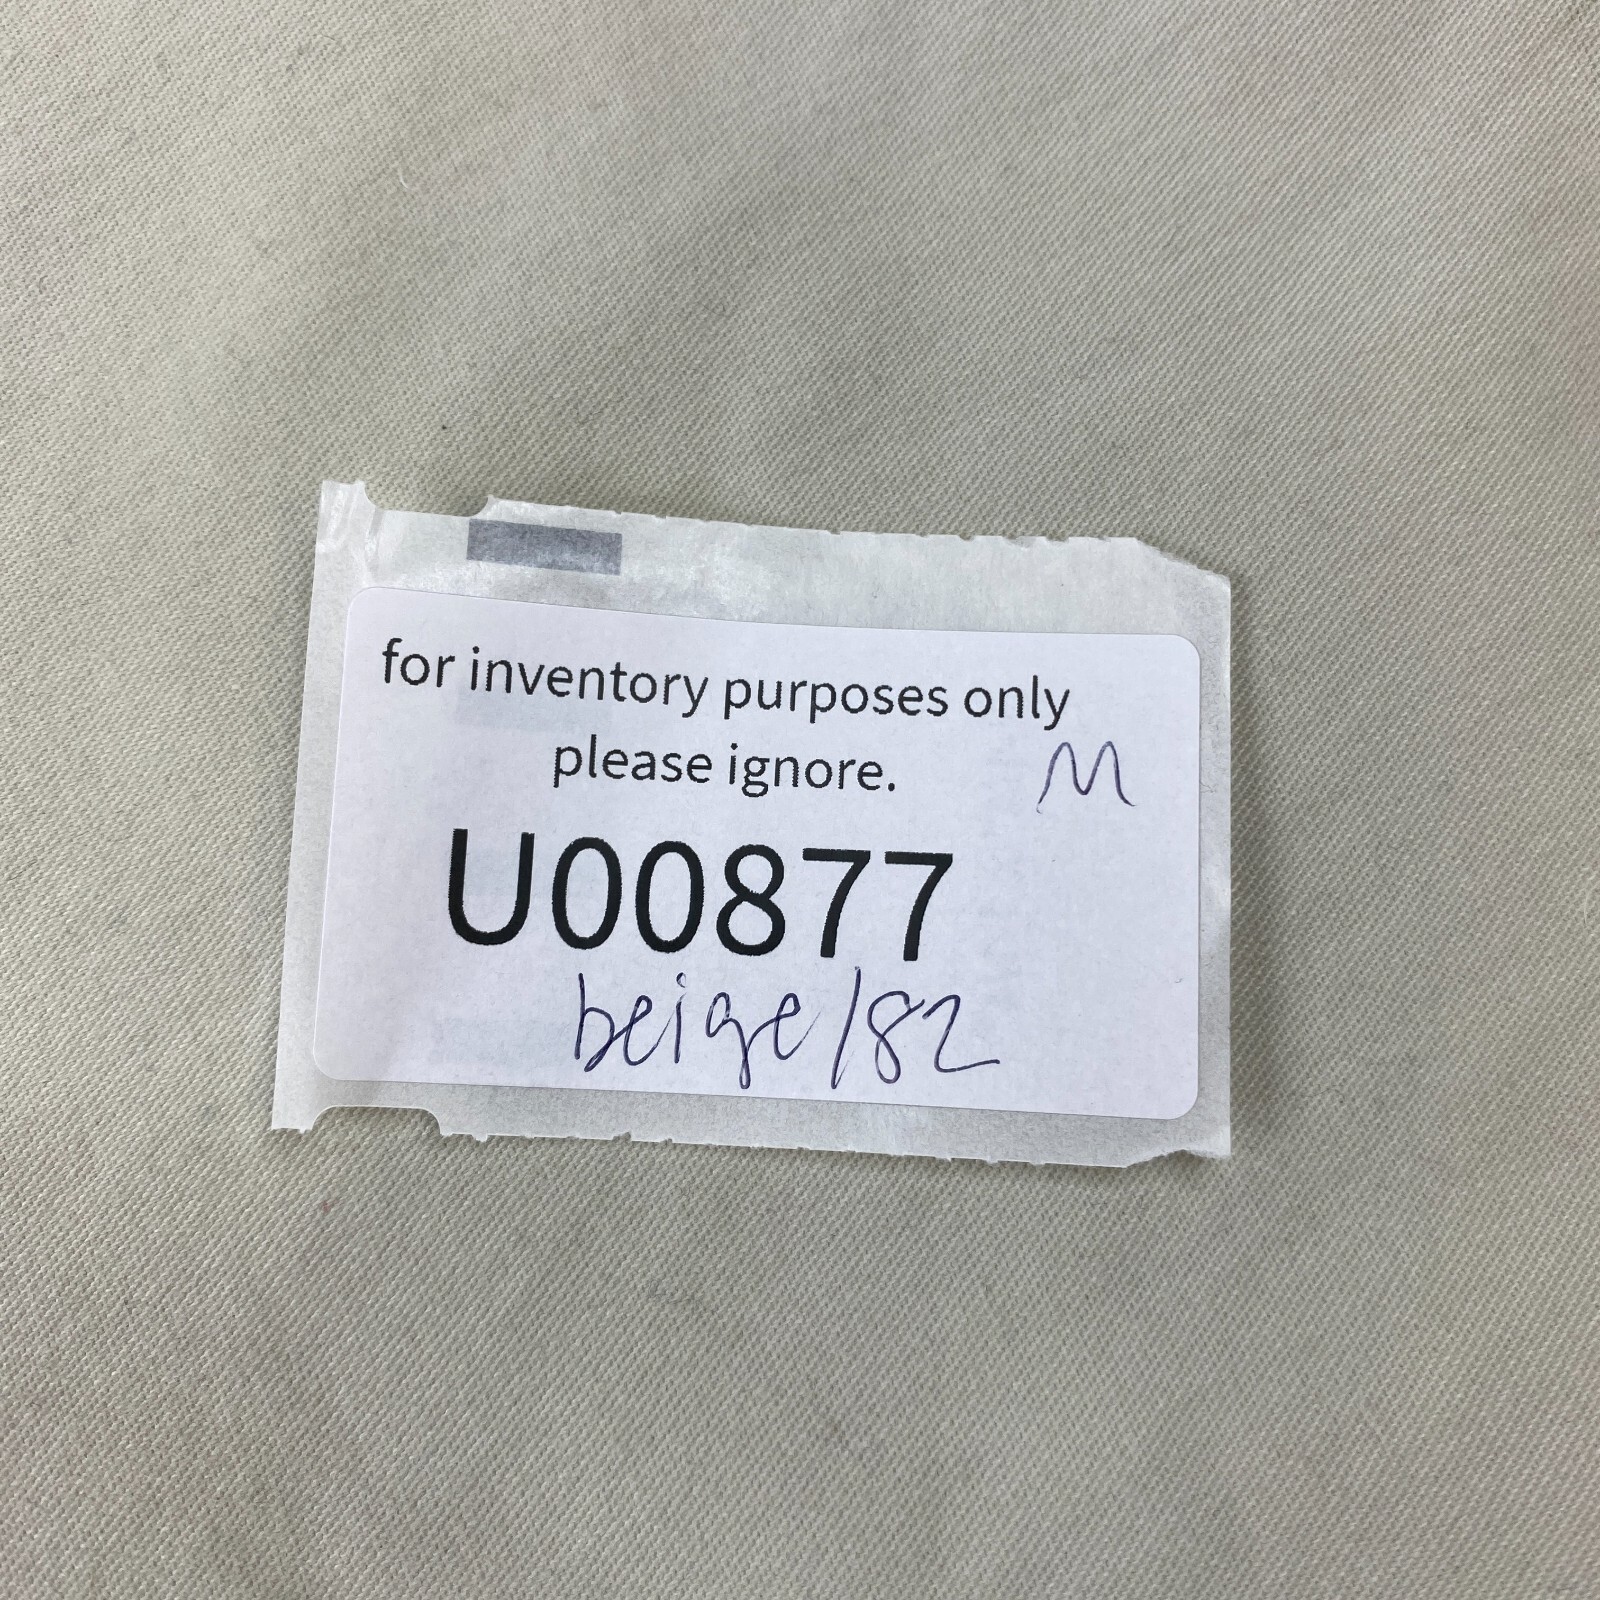 for inventory purposes only
please ignore. M
U00877
beige/82